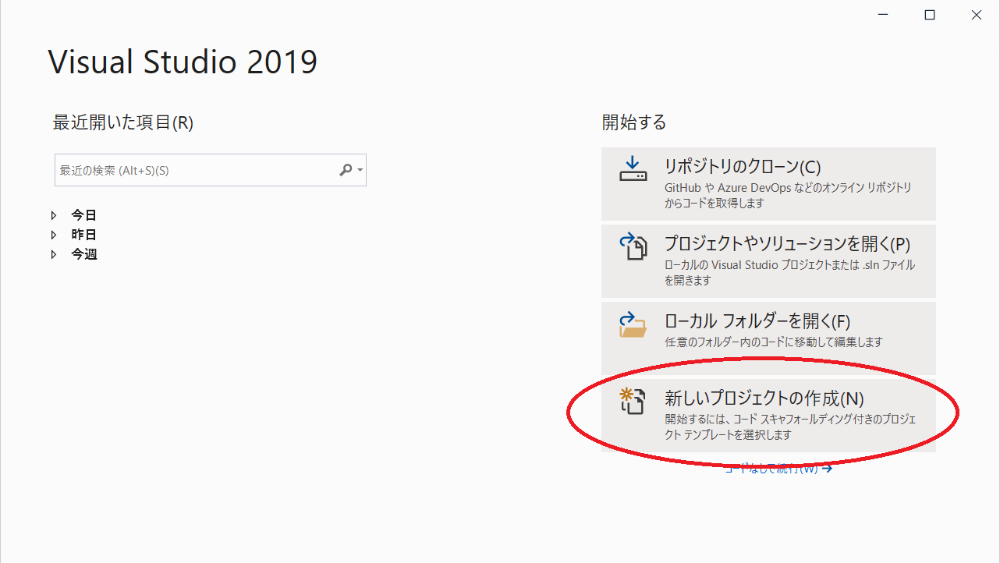 Visual Studio 2019
最近開いた項目(R)
最近の検索 (Alt+S)(S)
今日
昨日
今週
開始する
リポジトリのクローン(C)
GitHub や Azure DevOps などのオンライン リポジトリ
からコードを取得します
プロジェクトやソリューションを開く(P)
ローカルの Visual Studio プロジェクトまたは .sln ファイル
を開きます
ローカル フォルダーを開く(F)
任意のフォルダー内のコードに移動して編集します
新しいプロジェクトの作成(N)
開始するには、コード スキャフォールディング付きのプロジェ
クト テンプレートを選択します
コードなしで続行(W) →